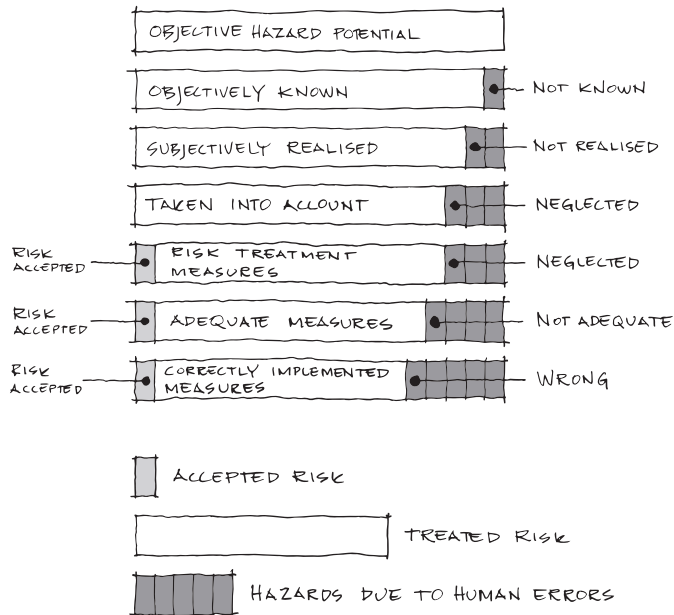 OBJECTIVE HAZARD POTENTIAL
OBJECTIVELY KNOWN
NOT KNOWN
SUBJECTIVELY REALISED
NOT REALISED
TAKEN INTO ACCOUNT
NEGLECTED
RISK
ACCEPTED
RISK TREATMENT
MEASURES
NEGLECTED
RISK
ACCEPTED
ADEQUATE MEASURES
NOT ADEQUATE
RISK
ACCEPTED
CORRECTLY IMPLEMENTED
MEASURES
WRONG
ACCEPTED RISK
TREATED RISK
HAZARDS DUE TO HUMAN ERRORS